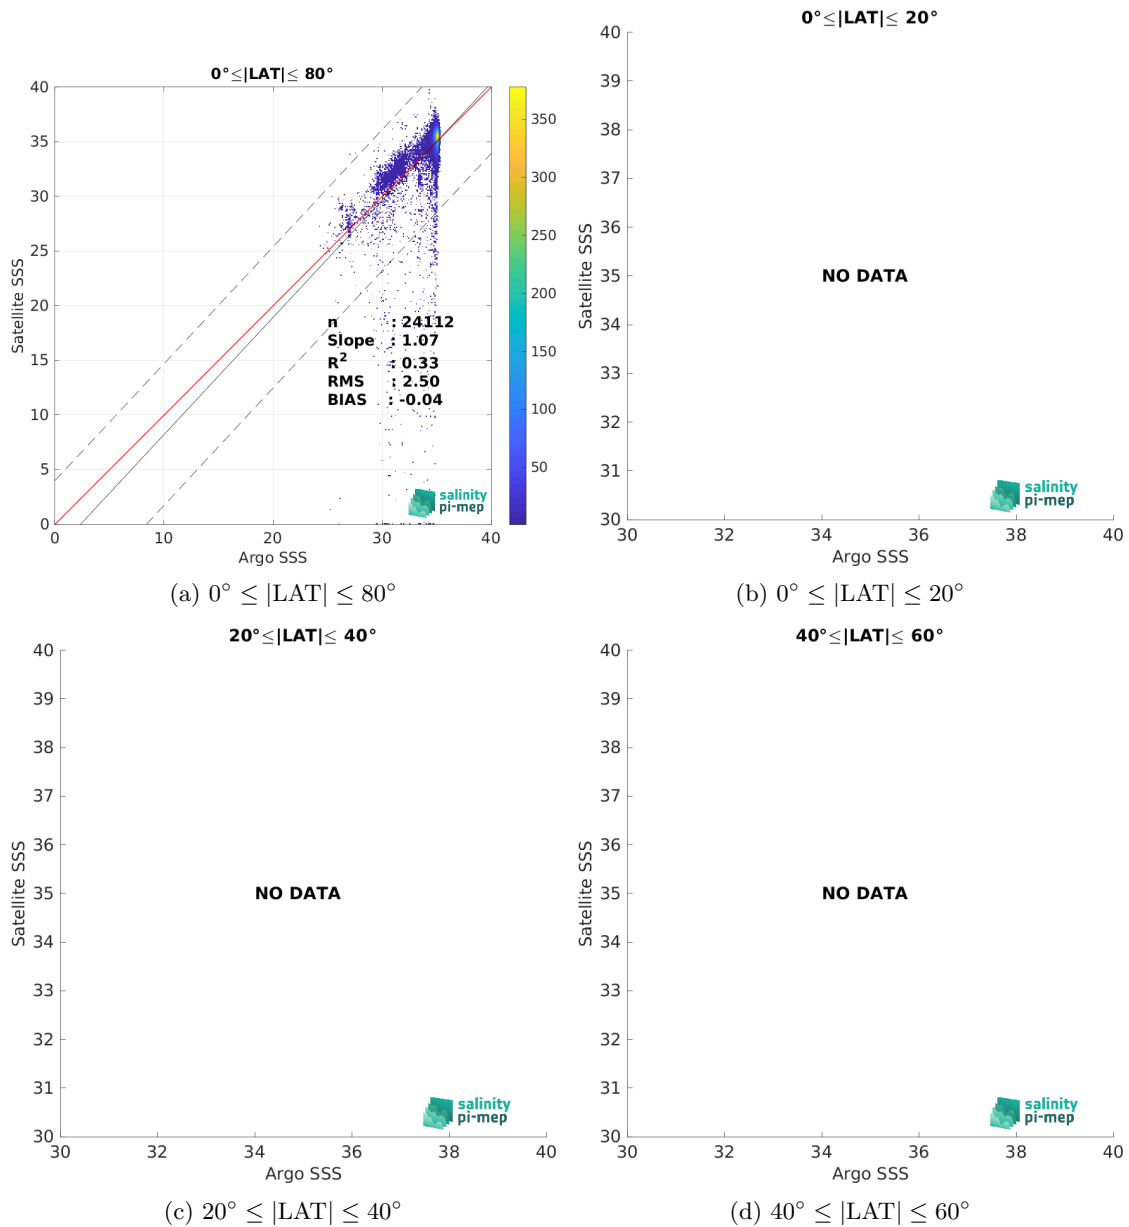 0°≤|LAT|≤ 80°
40
35
30
25
20
15
10
5
0
Satellite SSS
0
10
20
30
40
Argo SSS
350
300
250
200
150
100
50
n : 24112
Slope : 1.07
R² : 0.33
RMS : 2.50
BIAS : -0.04
salinity
pi-mep
(a) 0° ≤ |LAT| ≤ 80°
0°≤|LAT|≤ 20°
40
39
38
37
36
35
34
33
32
31
30
Satellite SSS
NO DATA
salinity
pi-mep
30
32
34
36
38
40
Argo SSS
(b) 0° ≤ |LAT| ≤ 20°
20°≤|LAT|≤ 40°
40
39
38
37
36
35
34
33
32
31
30
Satellite SSS
NO DATA
salinity
pi-mep
30
32
34
36
38
40
Argo SSS
(c) 20° ≤ |LAT| ≤ 40°
40°≤|LAT|≤ 60°
40
39
38
37
36
35
34
33
32
31
30
Satellite SSS
NO DATA
salinity
pi-mep
30
32
34
36
38
40
Argo SSS
(d) 40° ≤ |LAT| ≤ 60°